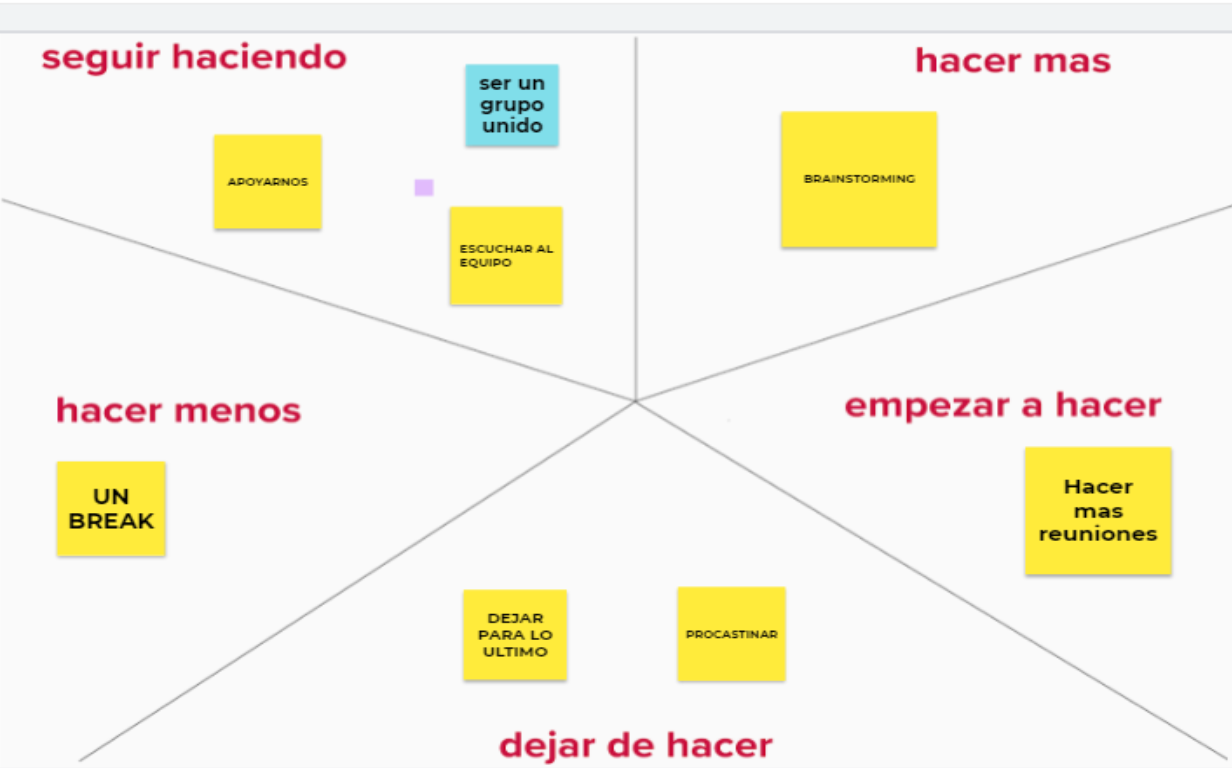 seguir haciendo
ser un
grupo
unido
APOYARNOS
ESCUCHAR AL
EQUIPO
hacer mas
BRAINSTORMING
hacer menos
UN
BREAK
empezar a hacer
Hacer
mas
reuniones
DEJAR
PARA LO
ULTIMO
PROCASTINAR
dejar de hacer